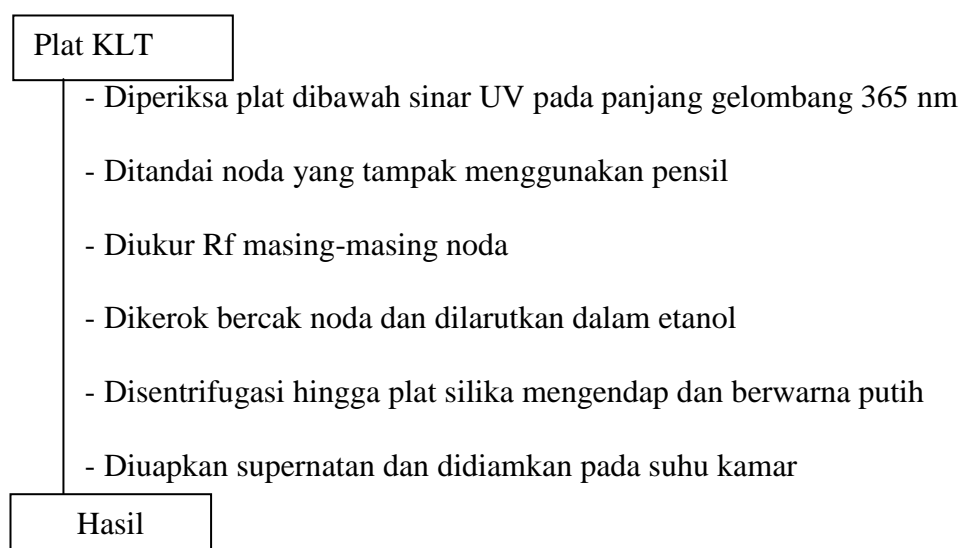 Plat KLT
- Diperiksa plat dibawah sinar UV pada panjang gelombang 365 nm
- Ditandai noda yang tampak menggunakan pensil
- Diukur Rf masing-masing noda
- Dikerok bercak noda dan dilarutkan dalam etanol
- Disentrifugasi hingga plat silika mengendap dan berwarna putih
- Diuapkan supernatan dan didiamkan pada suhu kamar
Hasil